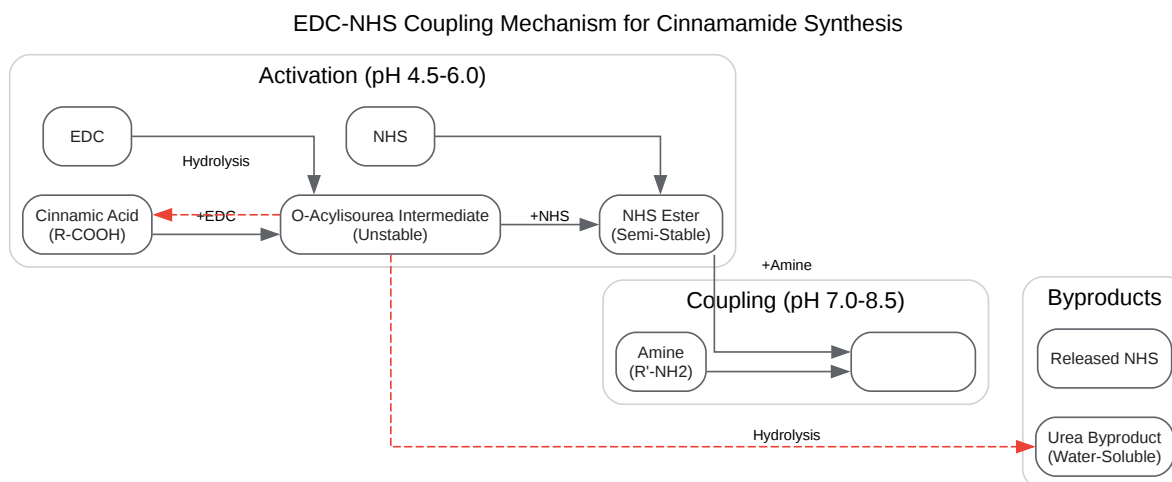 EDC-NHS Coupling Mechanism for Cinnamamide Synthesis
Activation (pH 4.5-6.0)
EDC
NHS
Hydrolysis
Cinnamic Acid
(R-COOH)
+EDC
O-Acylisourea Intermediate
(Unstable)
+NHS
NHS Ester
(Semi-Stable)
+Amine
Coupling (pH 7.0-8.5)
Amine
(R'-NH2)
Byproducts
Released NHS
Hydrolysis
Urea Byproduct
(Water-Soluble)